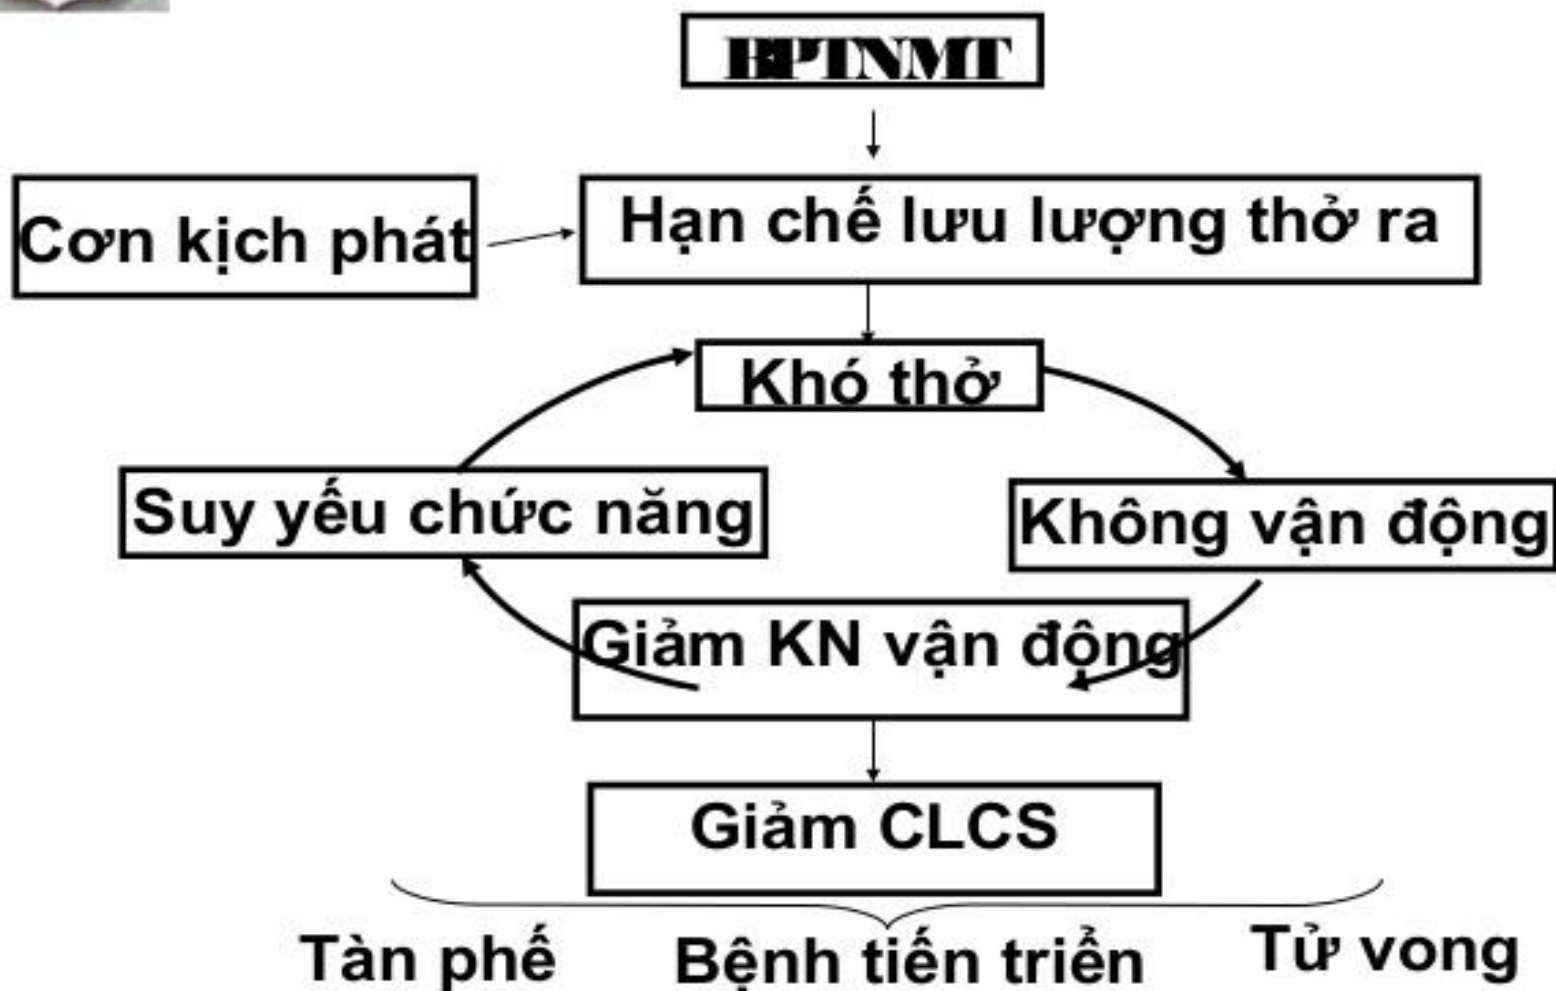 BPTNMT
Cơn kịch phát
Hạn chế lưu lượng thở ra
Khó thở
Suy yếu chức năng
Không vận động
Giảm KN vận động
Giảm CLCS
Tàn phế
Bệnh tiến triển
Tử vong